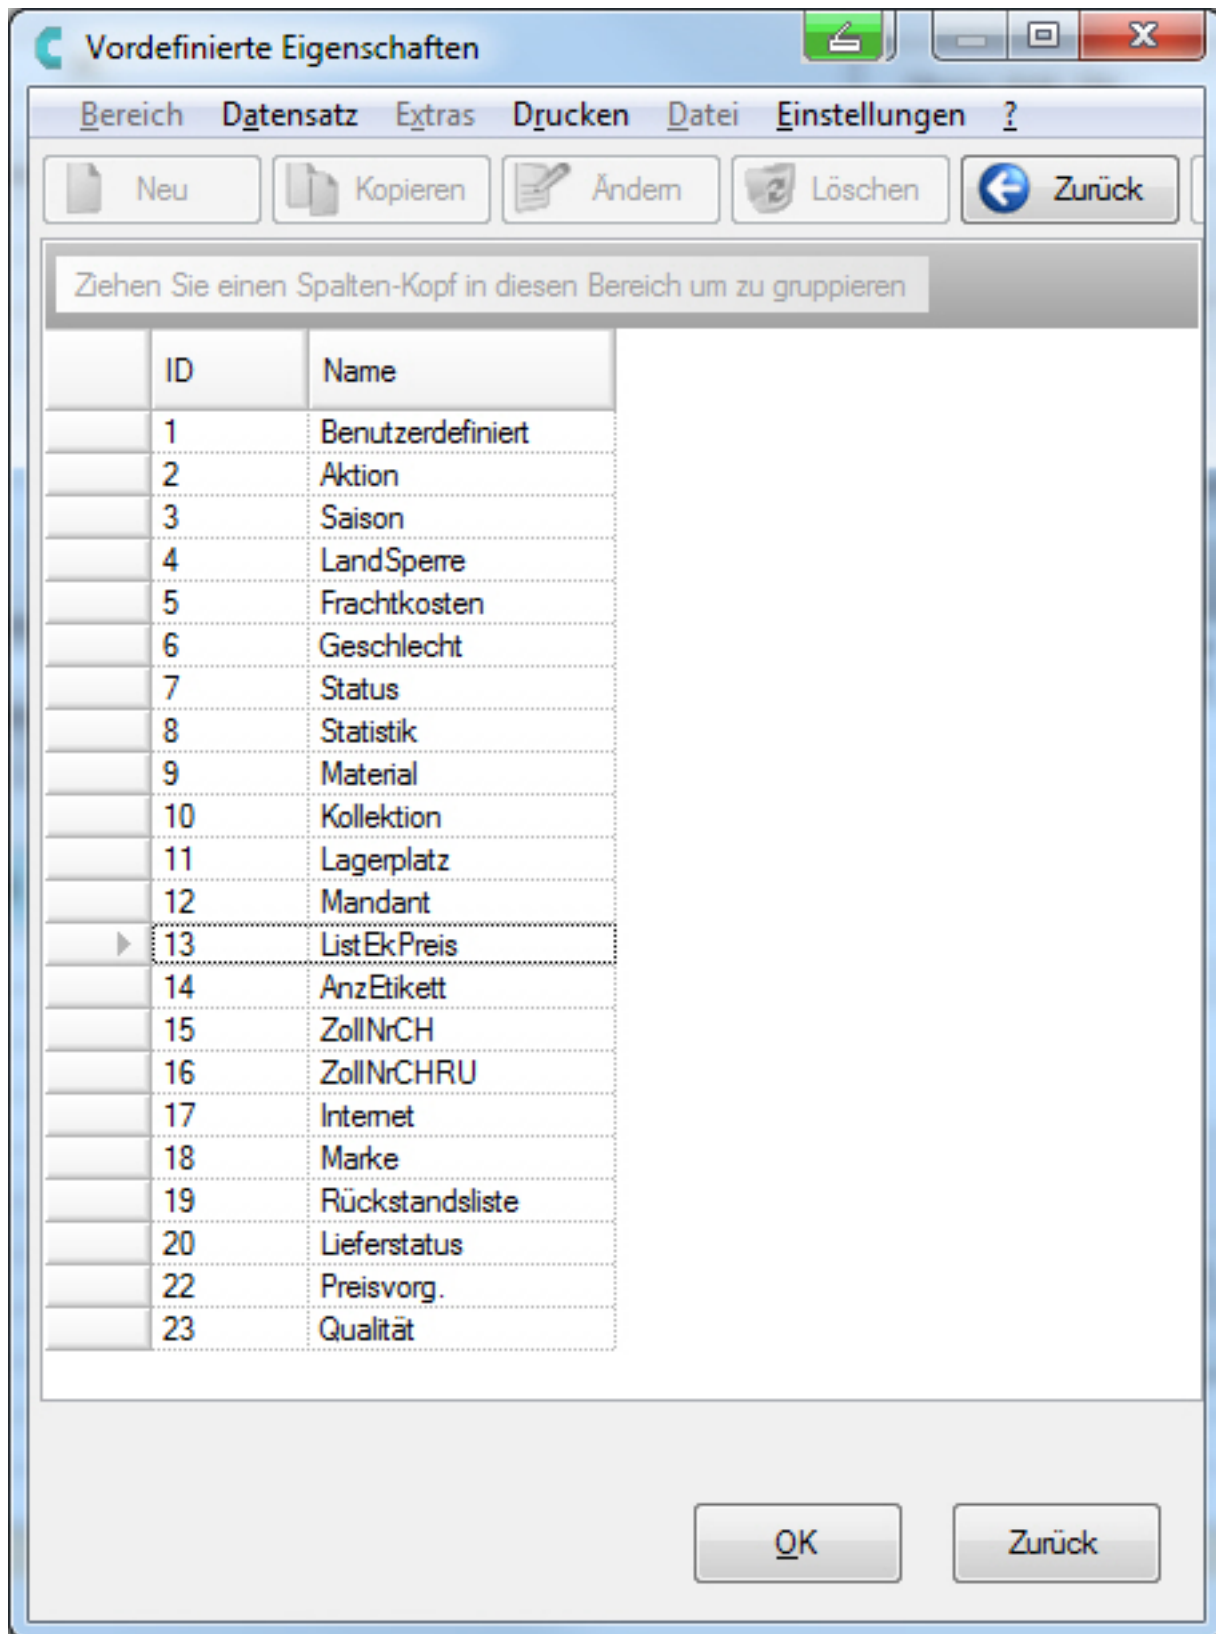 Vordefinierte Eigenschaften
Bereich Datensatz Extras Drucken Datei Einstellungen ?
Neu Kopieren Ändern Löschen Zurück
Ziehen Sie einen Spalten-Kopf in diesen Bereich um zu gruppieren
ID Name
1 Benutzerdefiniert
2 Aktion
3 Saison
4 LandSperre
5 Frachtkosten
6 Geschlecht
7 Status
8 Statistik
9 Material
10 Kollektion
11 Lagerplatz
12 Mandant
13 ListEkPreis
14 AnzEtikett
15 ZollNrCH
16 ZollNrCHRU
17 Internet
18 Marke
19 Rückstandsliste
20 Lieferstatus
22 Preisvorg.
23 Qualität
OK Zurück